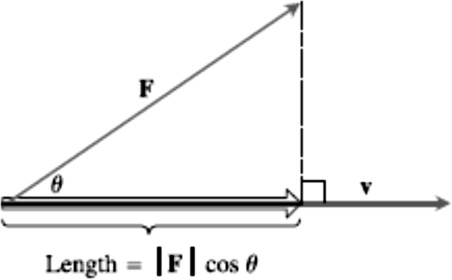 F
θ
v
Length = |F| cos θ